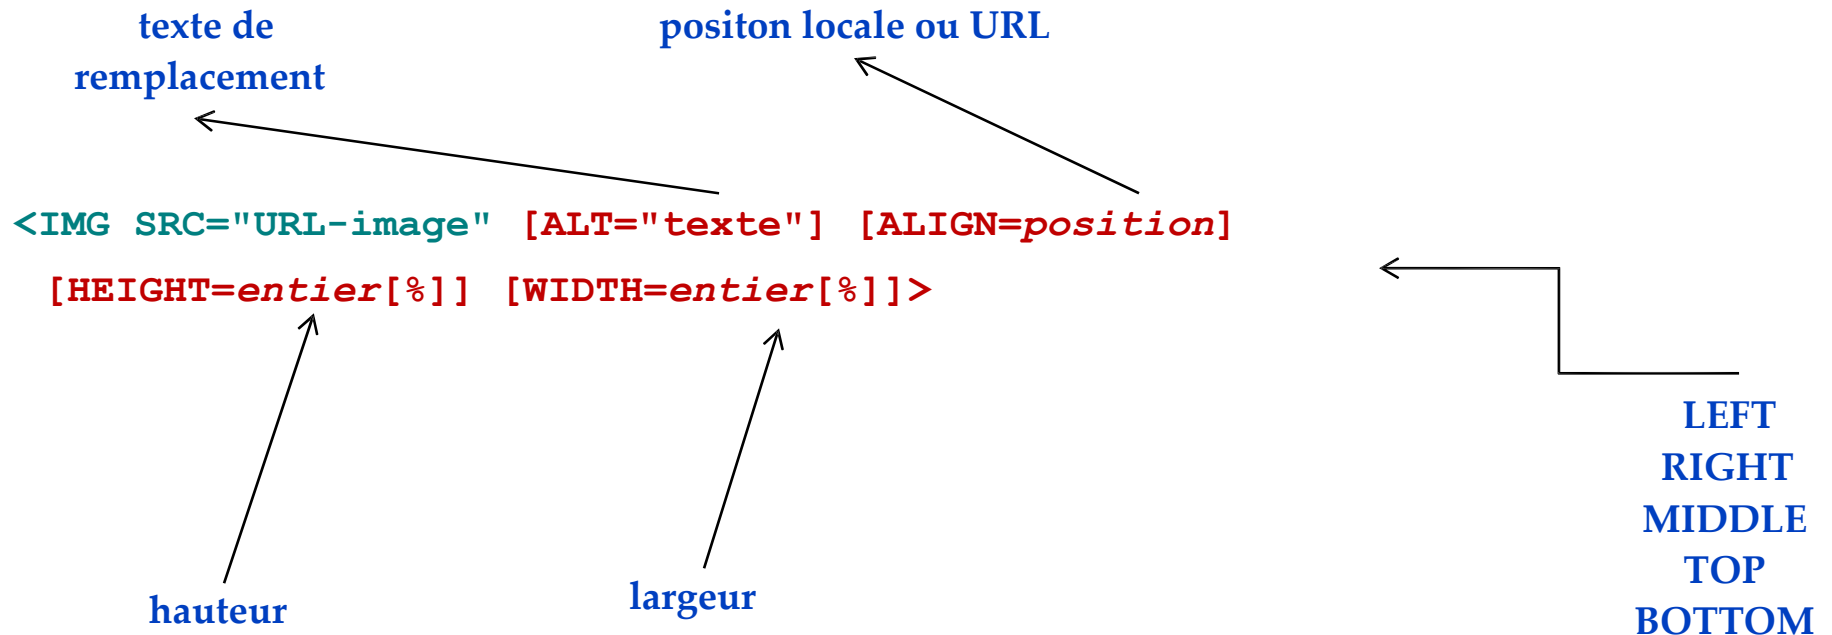 texte de
remplacement
positon locale ou URL
<IMG SRC="URL-image" [ALT="texte"] [ALIGN=position]
[HEIGHT=entier[%]] [WIDTH=entier[%]]>
hauteur
largeur
LEFT
RIGHT
MIDDLE
TOP
BOTTOM